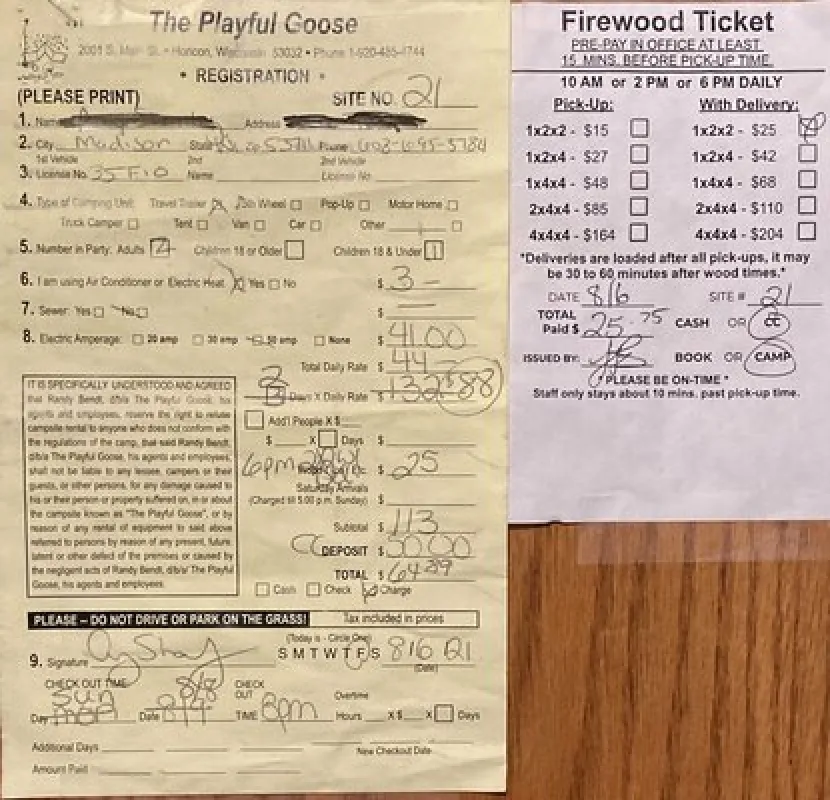 The Playful Goose
2001 S. Main St. • Horicon, Wisconsin 53032 • Phone 1-920-485-4744
• REGISTRATION •
(PLEASE PRINT) SITE NO. 21
1. Name Address
2. City Madison State Zip Phone
1st Vehicle 2nd 2nd Vehicle
3. License No. Name License No.
4. Type of Camping Unit: Travel Trailer 5th Wheel Pop-Up Motor Home
Truck Camper Tent Van Car Other
5. Number in Party: Adults 2 Children 18 or Older Children 18 & Under 1
6. I am using Air Conditioner or Electric Heat Yes No $ 3 -
7. Sewer: Yes No $ —
8. Electric Amperage: 20 amp 30 amp 50 amp None $ 41.00
Total Daily Rate $ 44
2 Days X Daily Rate $ 132 88
Add'l People X $
$ X Days $
6pm $ 25
Saturday Arrivals
(Charged till 5:00 p.m. Sunday) $
Subtotal $ 113
CC DEPOSIT $
TOTAL $ 64 39
Cash Check Charge
IT IS SPECIFICALLY UNDERSTOOD AND AGREED
that Randy Bendt, d/b/a The Playful Goose, his
agents and employees, reserve the right to refuse
campsite rental to anyone who does not conform with
the regulations of the camp, that said Randy Bendt,
d/b/a The Playful Goose, his agents and employees,
shall not be liable to any lessee, campers or their
guests, or other persons, for any damage caused to
his or their person or property suffered on, in or about
the campsite known as "The Playful Goose", or by
reason of any rental of equipment to said above
referred to persons by reason of any present, future,
latent or other defect of the premises or caused by
the negligent acts of Randy Bendt, d/b/a The Playful
Goose, his agents and employees.
PLEASE – DO NOT DRIVE OR PARK ON THE GRASS! Tax included in prices
(Today is - Circle One)
9. Signature S M T W T F S 8/6 21
(Date)
CHECK OUT TIME 8/8 CHECK OUT Overtime
Sun
Day Mon Date 8/9 TIME 8pm Hours X $ X Days
Additional Days New Checkout Date
Amount Paid
Firewood Ticket
PRE-PAY IN OFFICE AT LEAST
15 MINS. BEFORE PICK-UP TIME.
10 AM or 2 PM or 6 PM DAILY
Pick-Up: With Delivery:
1x2x2 - $15 1x2x2 - $25
1x2x4 - $27 1x2x4 - $42
1x4x4 - $48 1x4x4 - $68
2x4x4 - $85 2x4x4 - $110
4x4x4 - $164 4x4x4 - $204
*Deliveries are loaded after all pick-ups, it may
be 30 to 60 minutes after wood times.*
DATE 8/6 SITE # 21
TOTAL
Paid $ 25.75 CASH OR CC
ISSUED BY: BOOK OR CAMP
*PLEASE BE ON-TIME *
Staff only stays about 10 mins. past pick-up time.